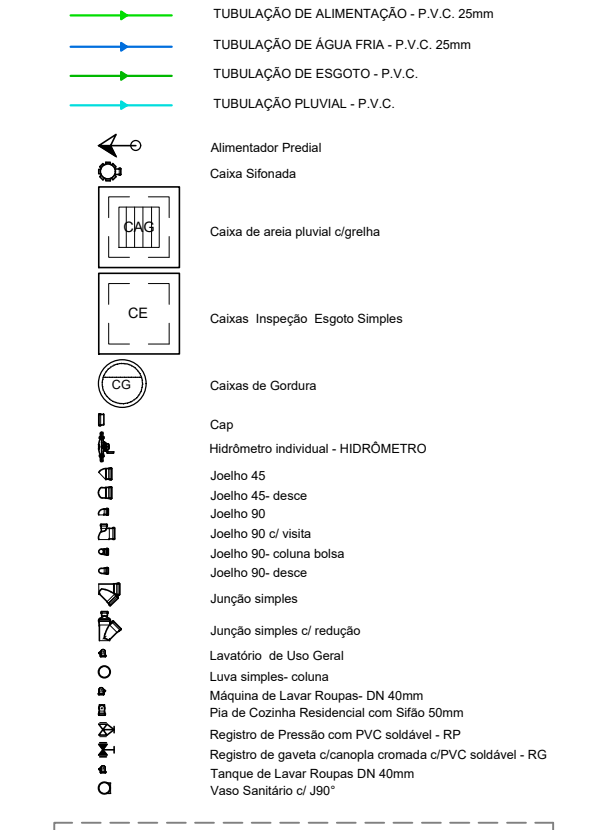 TUBULAÇÃO DE ALIMENTAÇÃO - P.V.C. 25mm
TUBULAÇÃO DE ÁGUA FRIA - P.V.C. 25mm
TUBULAÇÃO DE ESGOTO - P.V.C.
TUBULAÇÃO PLUVIAL - P.V.C.
Alimentador Predial
Caixa Sifonada
CAG
Caixa de areia pluvial c/grelha
CE
Caixas Inspeção Esgoto Simples
CG
Caixas de Gordura
Cap
Hidrômetro individual - HIDRÔMETRO
Joelho 45
Joelho 45- desce
Joelho 90
Joelho 90 c/ visita
Joelho 90- coluna bolsa
Joelho 90- desce
Junção simples
Junção simples c/ redução
Lavatório de Uso Geral
Luva simples- coluna
Máquina de Lavar Roupas- DN 40mm
Pia de Cozinha Residencial com Sifão 50mm
Registro de Pressão com PVC soldável - RP
Registro de gaveta c/canopla cromada c/PVC soldável - RG
Tanque de Lavar Roupas DN 40mm
Vaso Sanitário c/ J90°